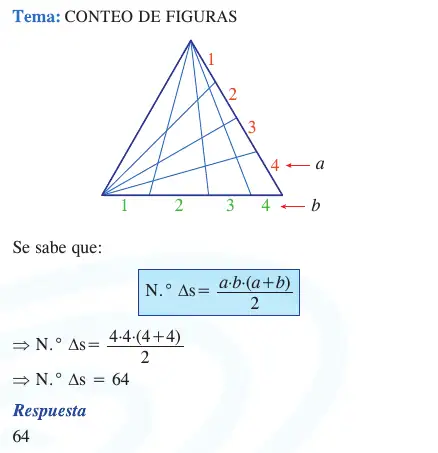 Tema: CONTEO DE FIGURAS
1
2
3
4 ← a
1 2 3 4 ← b
Se sabe que:
N.° Δs = a·b·(a+b)/2
⇒ N.° Δs = 4·4·(4+4)/2
⇒ N.° Δs = 64
Respuesta
64